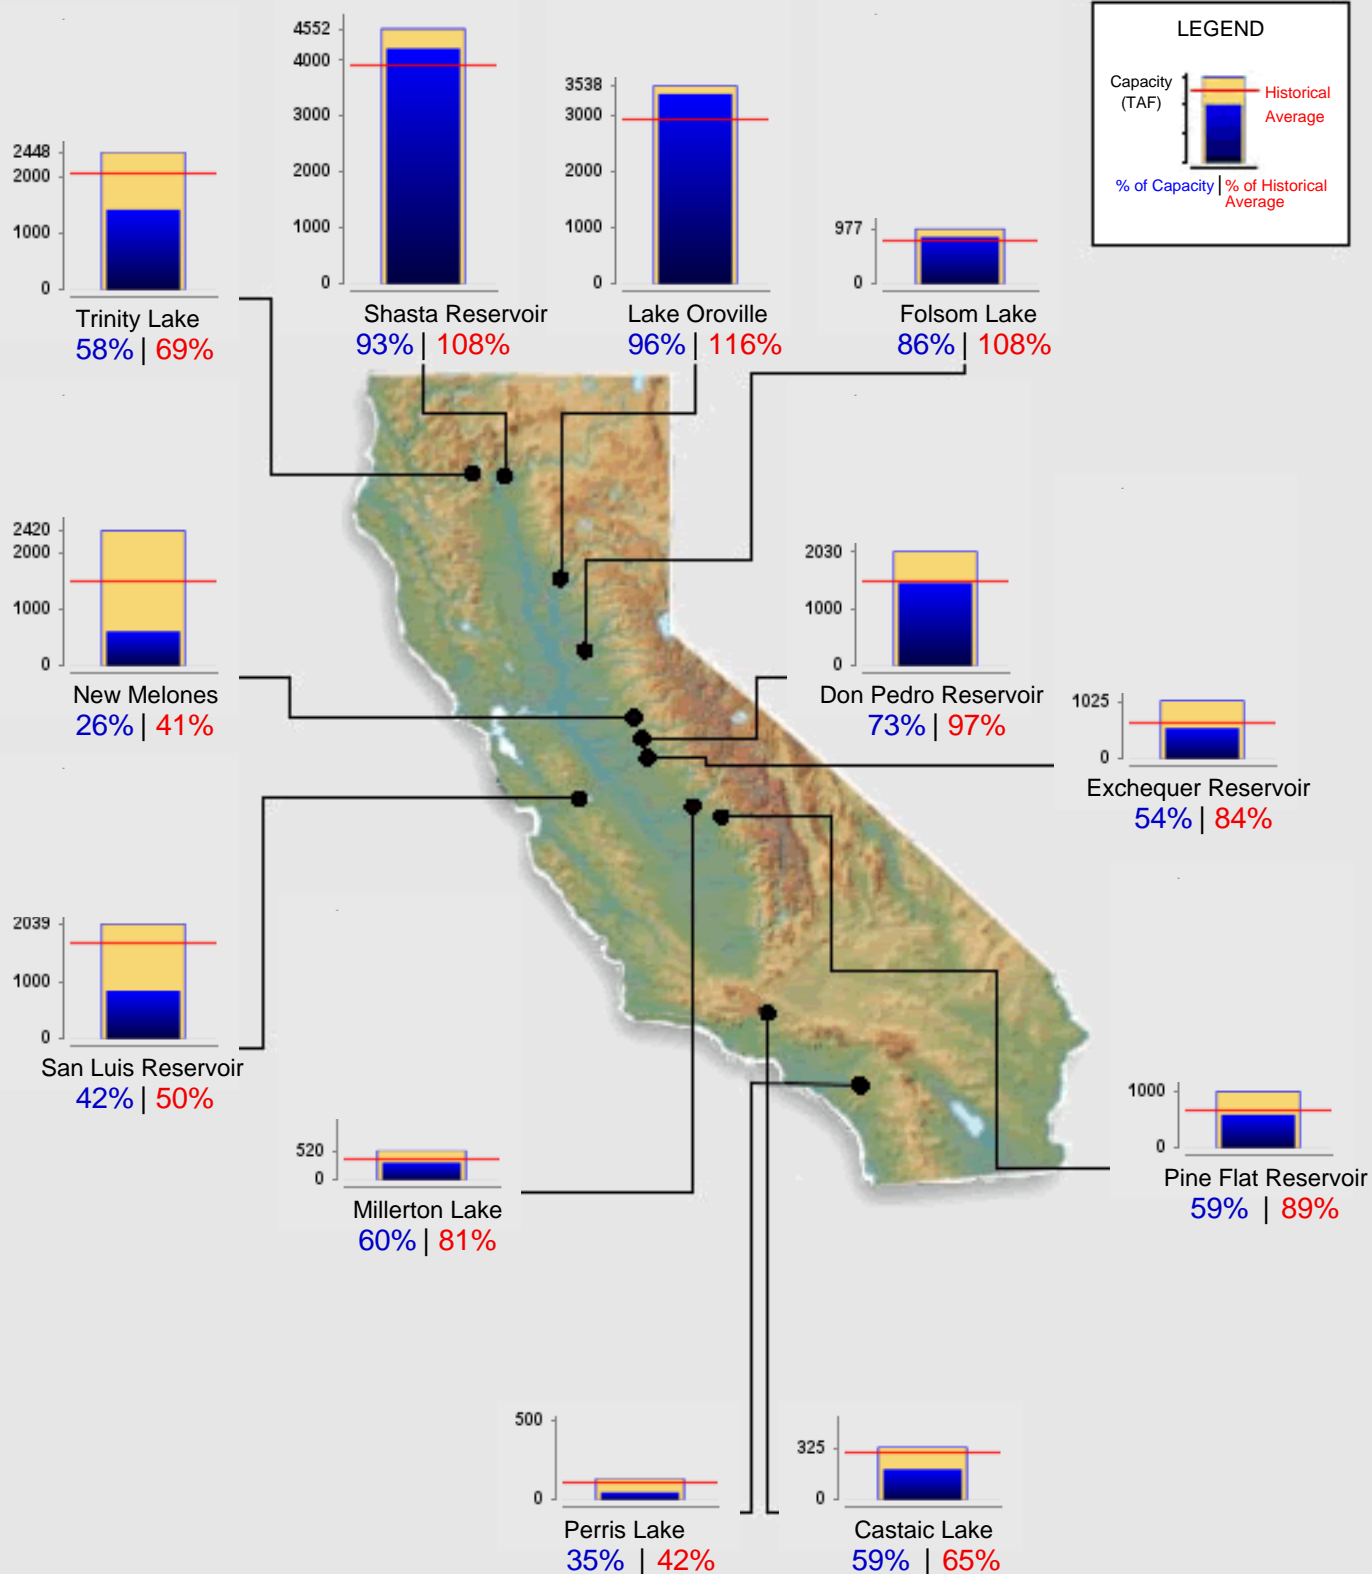 LEGEND
Capacity
(TAF)
Historical
Average
% of Capacity | % of Historical
Average
2448
2000
1000
0
Trinity Lake
58% | 69%
4552
4000
3000
2000
1000
0
Shasta Reservoir
93% | 108%
3538
3000
2000
1000
0
Lake Oroville
96% | 116%
977
0
Folsom Lake
86% | 108%
2420
2000
1000
0
New Melones
26% | 41%
2030
1000
0
Don Pedro Reservoir
73% | 97%
1025
0
Exchequer Reservoir
54% | 84%
2039
1000
0
San Luis Reservoir
42% | 50%
520
0
Millerton Lake
60% | 81%
1000
0
Pine Flat Reservoir
59% | 89%
500
0
Perris Lake
35% | 42%
325
0
Castaic Lake
59% | 65%